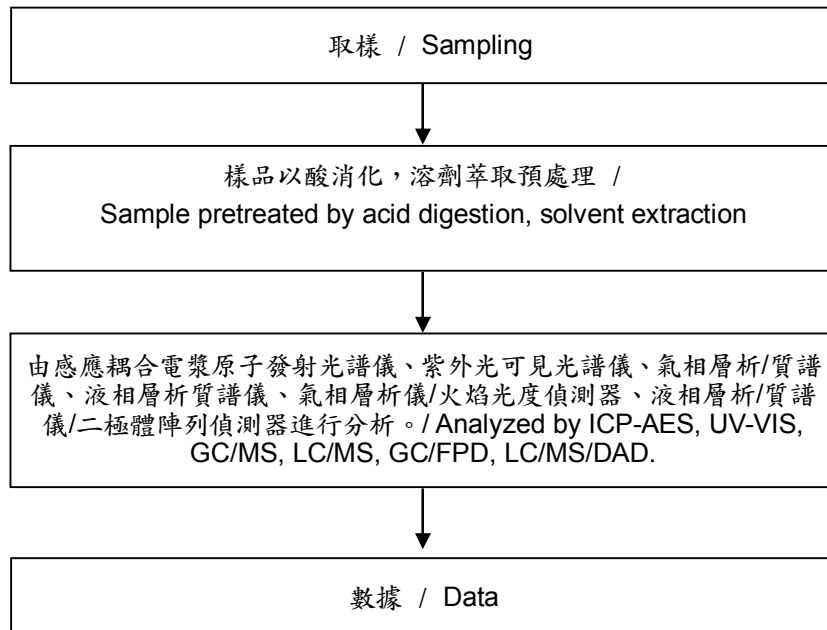 取樣 / Sampling
樣品以酸消化，溶劑萃取預處理 /
Sample pretreated by acid digestion, solvent extraction
由感應耦合電漿原子發射光譜儀、紫外光可見光譜儀、氣相層析/質譜
儀、液相層析質譜儀、氣相層析儀/火焰光度偵測器、液相層析/質譜
儀/二極體陣列偵測器進行分析。/ Analyzed by ICP-AES, UV-VIS,
GC/MS, LC/MS, GC/FPD, LC/MS/DAD.
數據 / Data